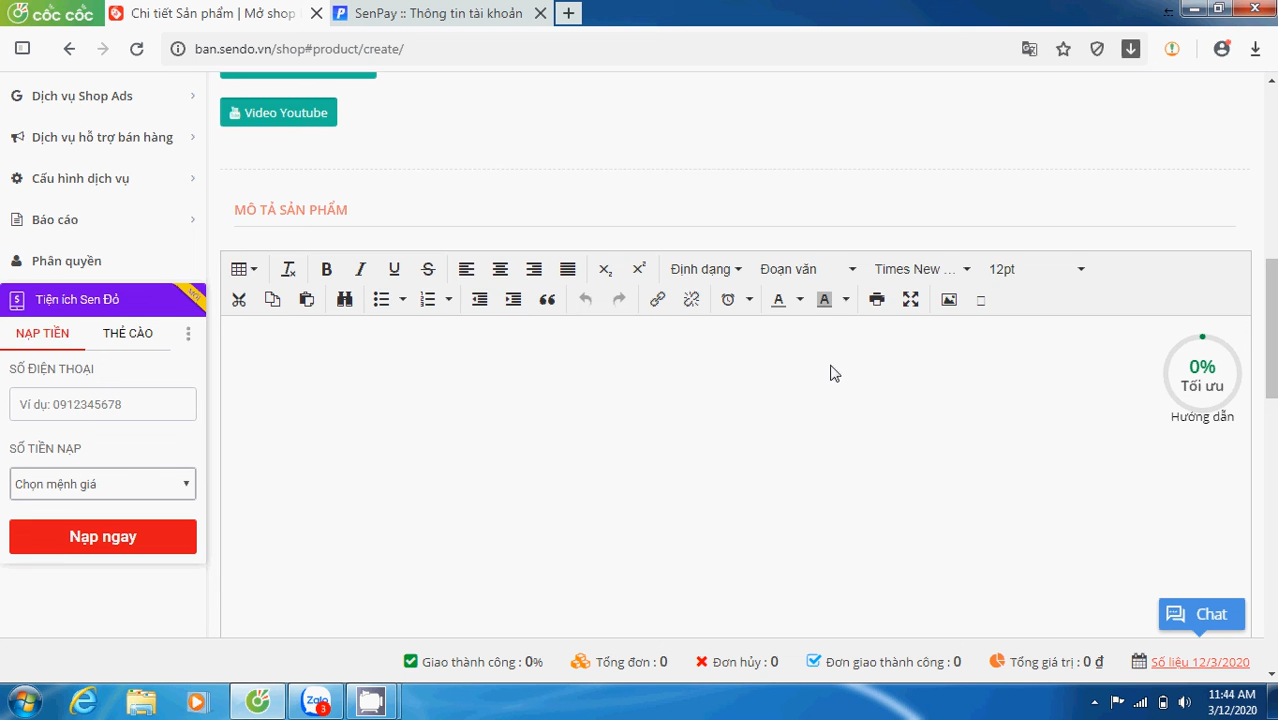 CỐC CỐC
Chi tiết Sản phẩm | Mở shop
SenPay :: Thông tin tài khoản
ban.sendo.vn/shop#product/create/
Dịch vụ Shop Ads
Dịch vụ hỗ trợ bán hàng
Cấu hình dịch vụ
Báo cáo
Phân quyền
Tiện ích Sen Đỏ
MỚI
NẠP TIỀN
THẺ CÀO
SỐ ĐIỆN THOẠI
Ví dụ: 0912345678
SỐ TIỀN NẠP
Chọn mệnh giá
Nạp ngay
Video Youtube
MÔ TẢ SẢN PHẨM
Định dạng
Đoạn văn
Times New ...
12pt
0%
Tối ưu
Hướng dẫn
Chat
Giao thành công : 0%
Tổng đơn : 0
Đơn hủy : 0
Đơn giao thành công : 0
Tổng giá trị : 0 đ
Số liệu 12/3/2020
Zalo
3
11:44 AM
3/12/2020